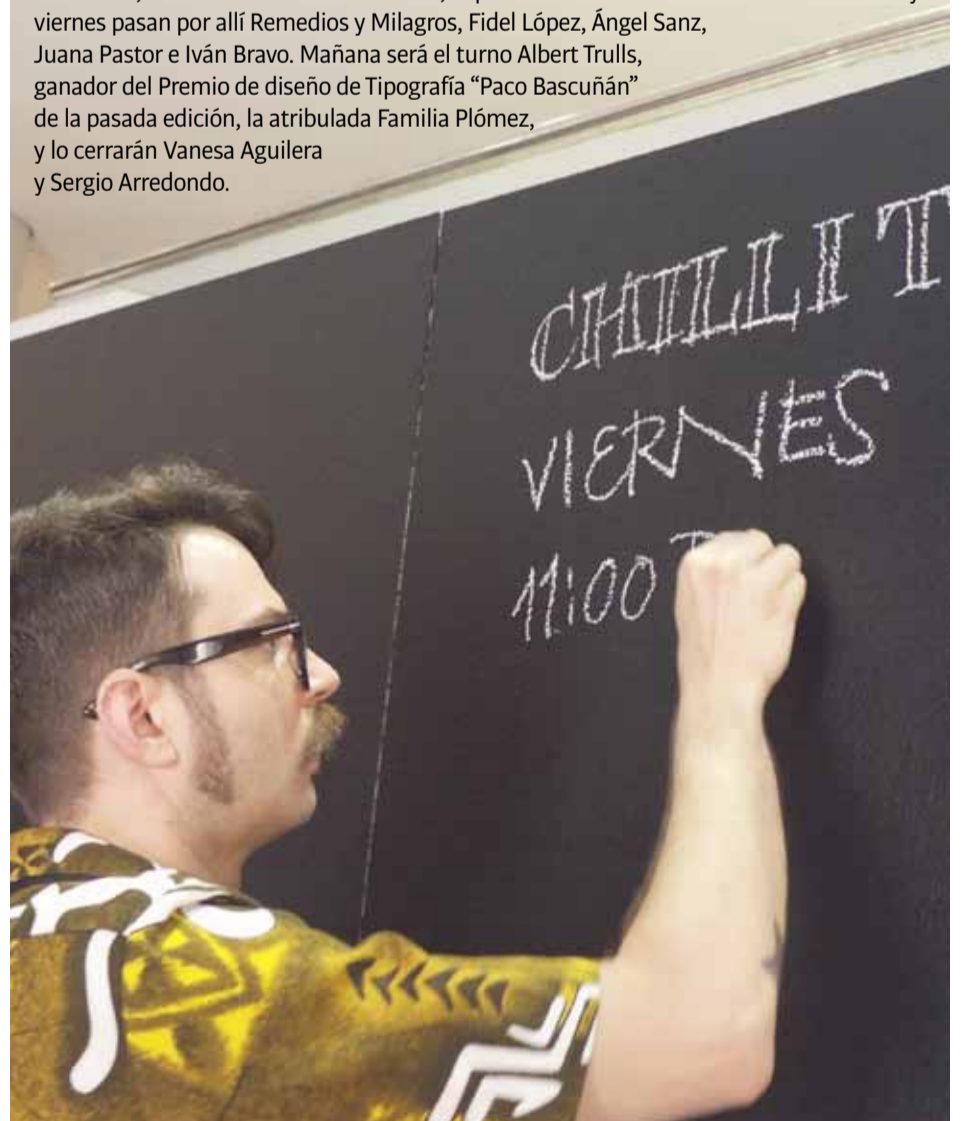 viernes pasan por allí Remedios y Milagros, Fidel López, Ángel Sanz,
Juana Pastor e Iván Bravo. Mañana será el turno Albert Trulls,
ganador del Premio de diseño de Tipografía “Paco Bascuñán”
de la pasada edición, la atribulada Familia Plómez,
y lo cerrarán Vanesa Aguilera
y Sergio Arredondo.
CHILLI T
VIERNES
11:00